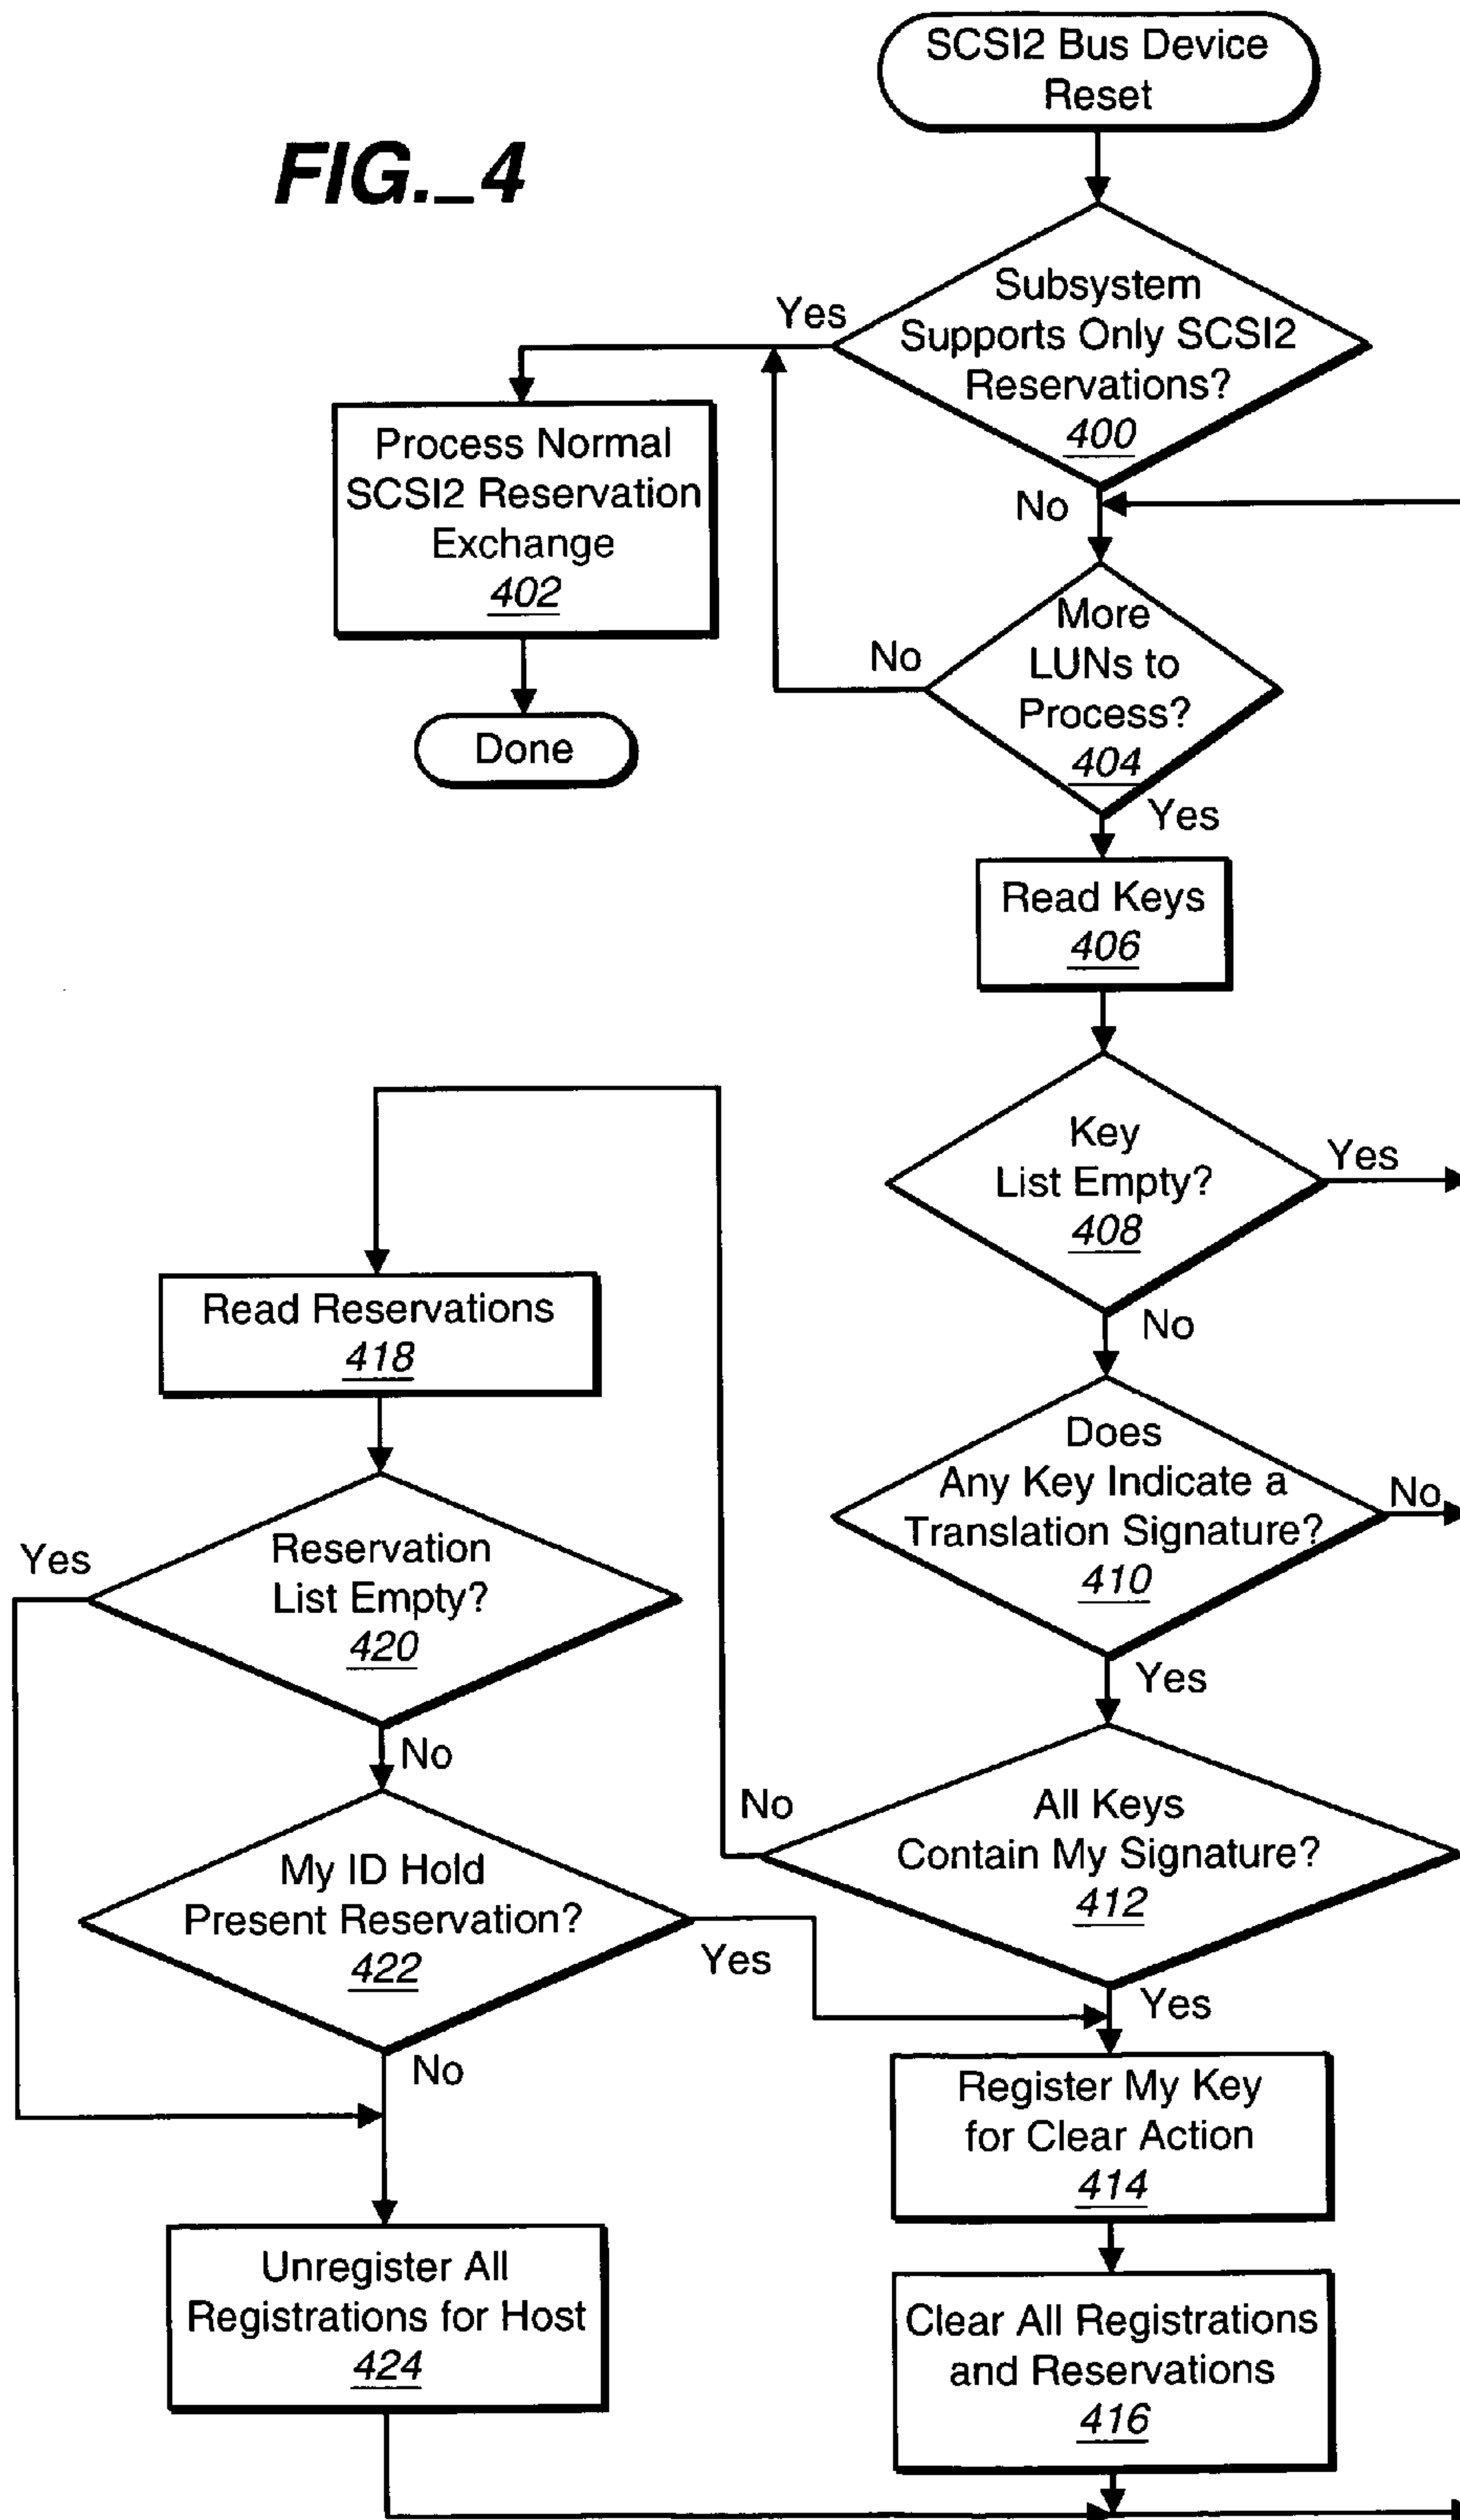 SCSI2 Bus Device
Reset
FIG._4
Subsystem
Supports Only SCSI2
Reservations?
400
Yes
No
Process Normal
SCSI2 Reservation
Exchange
402
Done
More
LUNs to
Process?
404
No
Yes
Read Keys
406
Key
List Empty?
408
Yes
No
Does
Any Key Indicate a
Translation Signature?
410
No
Yes
All Keys
Contain My Signature?
412
No
Yes
Read Reservations
418
Reservation
List Empty?
420
Yes
No
My ID Hold
Present Reservation?
422
Yes
No
Register My Key
for Clear Action
414
Clear All Registrations
and Reservations
416
Unregister All
Registrations for Host
424